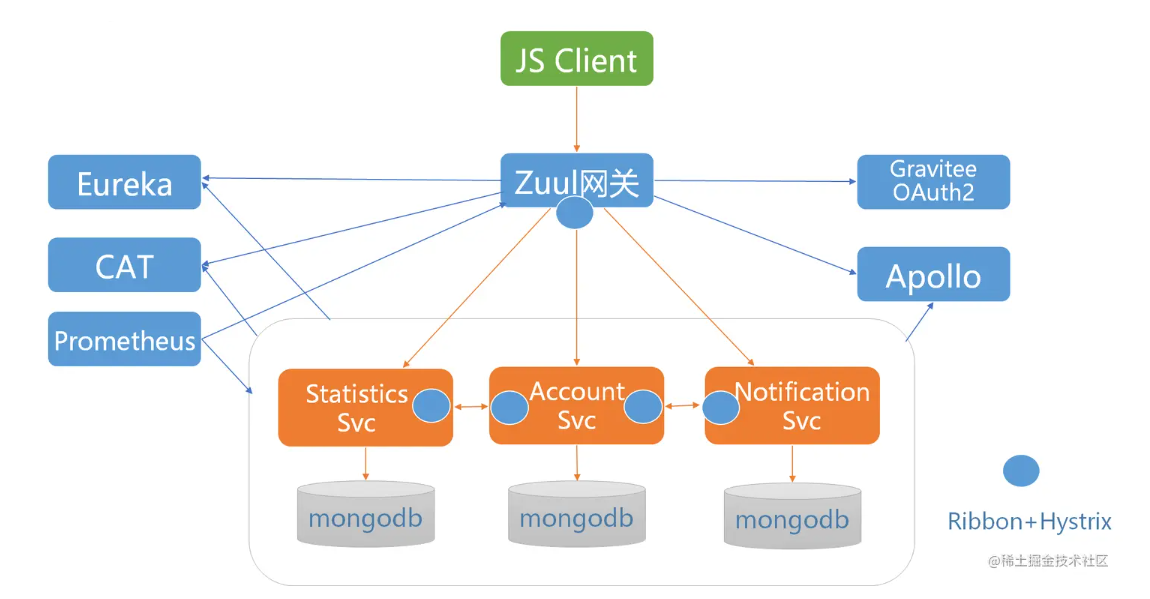 JS Client
Eureka
Zuul网关
Gravitee
OAuth2
CAT
Apollo
Prometheus
Statistics
Svc
Account
Svc
Notification
Svc
mongodb
mongodb
mongodb
Ribbon+Hystrix
@稀土掘金技术社区